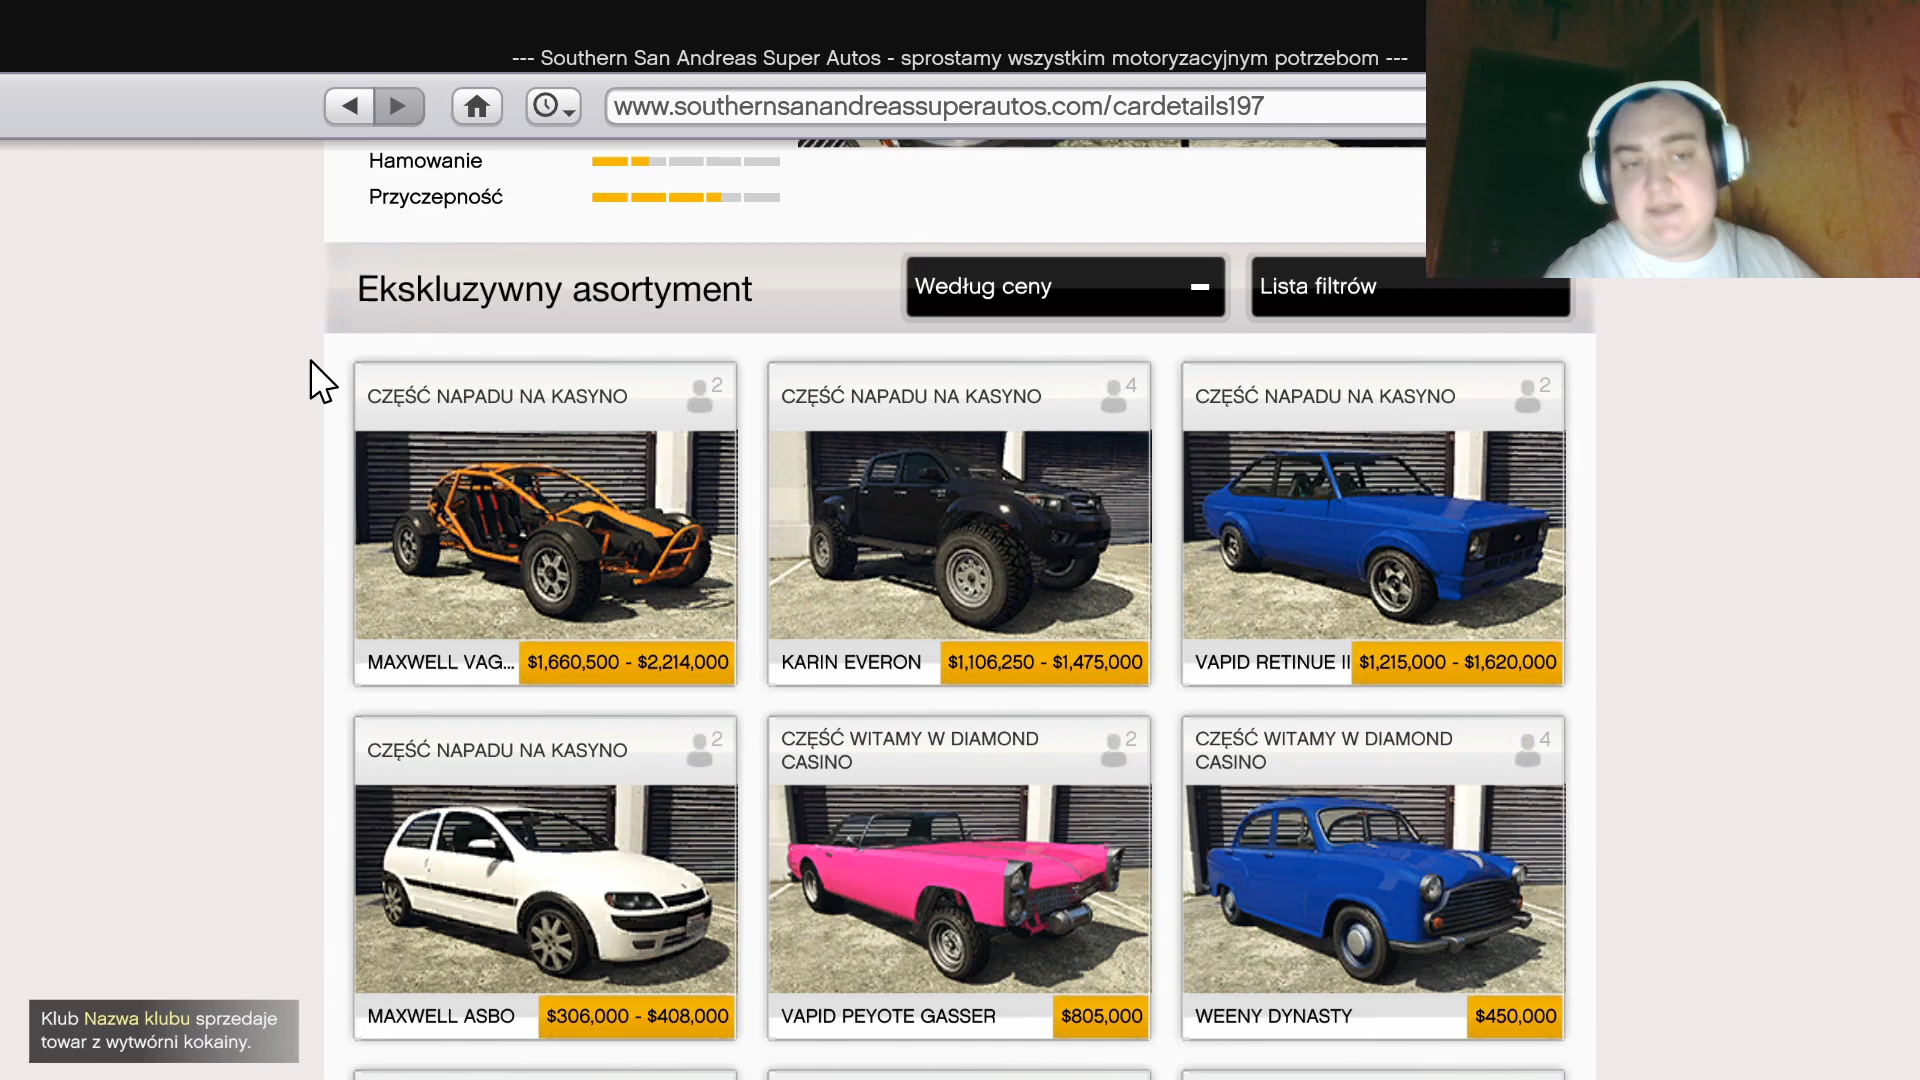 --- Southern San Andreas Super Autos - sprostamy wszystkim motoryzacyjnym potrzebom ---
www.southernsanandreassuperautos.com/cardetails197
Hamowanie
Przyczepność
Ekskluzywny asortyment
Według ceny
Lista filtrów
CZĘŚĆ NAPADU NA KASYNO
2
CZĘŚĆ NAPADU NA KASYNO
4
CZĘŚĆ NAPADU NA KASYNO
2
MAXWELL VAG...
$1,660,500 - $2,214,000
KARIN EVERON
$1,106,250 - $1,475,000
VAPID RETINUE II
$1,215,000 - $1,620,000
CZĘŚĆ NAPADU NA KASYNO
2
CZĘŚĆ WITAMY W DIAMOND
CASINO
2
CZĘŚĆ WITAMY W DIAMOND
CASINO
4
MAXWELL ASBO
$306,000 - $408,000
VAPID PEYOTE GASSER
$805,000
WEENY DYNASTY
$450,000
Klub Nazwa klubu sprzedaje
towar z wytwórni kokainy.